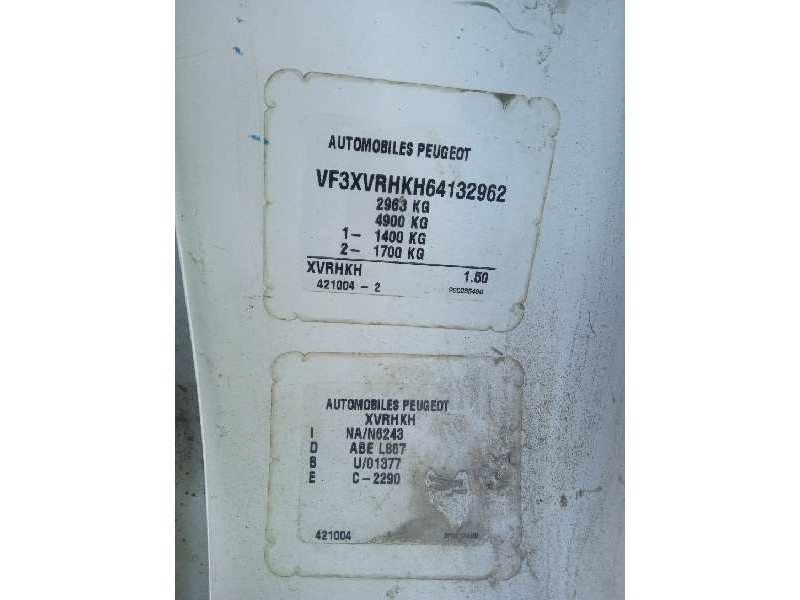 AUTOMOBILES PEUGEOT
VF3XVRHKH64132962
2963 KG
4900 KG
1- 1400 KG
2- 1700 KG
XVRHKH 1.50
421004 - 2
AUTOMOBILES PEUGEOT
XVRHKH
I NA/N6243
D ABE L867
B U/01377
E C-2290
421004